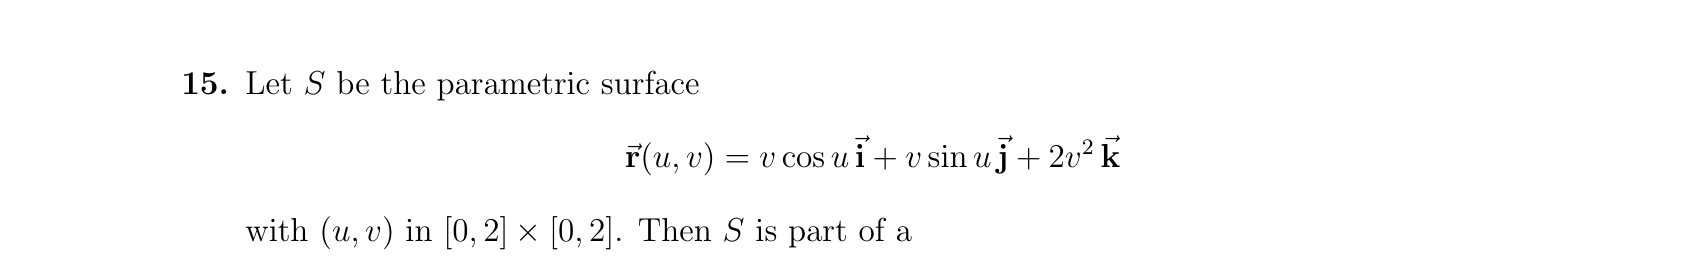 15. Let S be the parametric surface
r⃗(u, v) = v cos u i⃗ + v sin u j⃗ + 2v² k⃗
with (u, v) in [0, 2] × [0, 2]. Then S is part of a